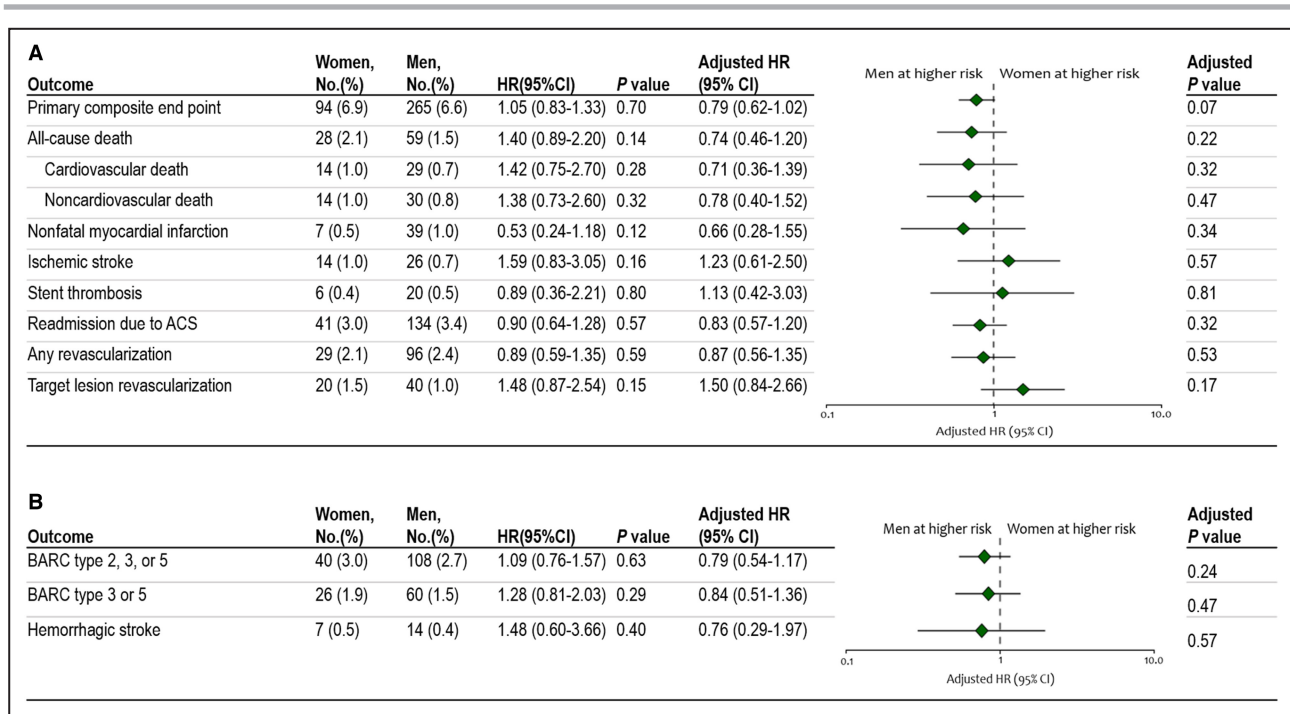 A
Women, Men, Adjusted HR Adjusted
Outcome No.(%) No.(%) HR(95%CI) P value (95% CI) Men at higher risk Women at higher risk P value
Primary composite end point 94 (6.9) 265 (6.6) 1.05 (0.83-1.33) 0.70 0.79 (0.62-1.02) 0.07
All-cause death 28 (2.1) 59 (1.5) 1.40 (0.89-2.20) 0.14 0.74 (0.46-1.20) 0.22
Cardiovascular death 14 (1.0) 29 (0.7) 1.42 (0.75-2.70) 0.28 0.71 (0.36-1.39) 0.32
Noncardiovascular death 14 (1.0) 30 (0.8) 1.38 (0.73-2.60) 0.32 0.78 (0.40-1.52) 0.47
Nonfatal myocardial infarction 7 (0.5) 39 (1.0) 0.53 (0.24-1.18) 0.12 0.66 (0.28-1.55) 0.34
Ischemic stroke 14 (1.0) 26 (0.7) 1.59 (0.83-3.05) 0.16 1.23 (0.61-2.50) 0.57
Stent thrombosis 6 (0.4) 20 (0.5) 0.89 (0.36-2.21) 0.80 1.13 (0.42-3.03) 0.81
Readmission due to ACS 41 (3.0) 134 (3.4) 0.90 (0.64-1.28) 0.57 0.83 (0.57-1.20) 0.32
Any revascularization 29 (2.1) 96 (2.4) 0.89 (0.59-1.35) 0.59 0.87 (0.56-1.35) 0.53
Target lesion revascularization 20 (1.5) 40 (1.0) 1.48 (0.87-2.54) 0.15 1.50 (0.84-2.66) 0.17
0.1 1 10.0
Adjusted HR (95% CI)
B
Women, Men, Adjusted HR Adjusted
Outcome No.(%) No.(%) HR(95%CI) P value (95% CI) Men at higher risk Women at higher risk P value
BARC type 2, 3, or 5 40 (3.0) 108 (2.7) 1.09 (0.76-1.57) 0.63 0.79 (0.54-1.17) 0.24
BARC type 3 or 5 26 (1.9) 60 (1.5) 1.28 (0.81-2.03) 0.29 0.84 (0.51-1.36) 0.47
Hemorrhagic stroke 7 (0.5) 14 (0.4) 1.48 (0.60-3.66) 0.40 0.76 (0.29-1.97) 0.57
0.1 1 10.0
Adjusted HR (95% CI)